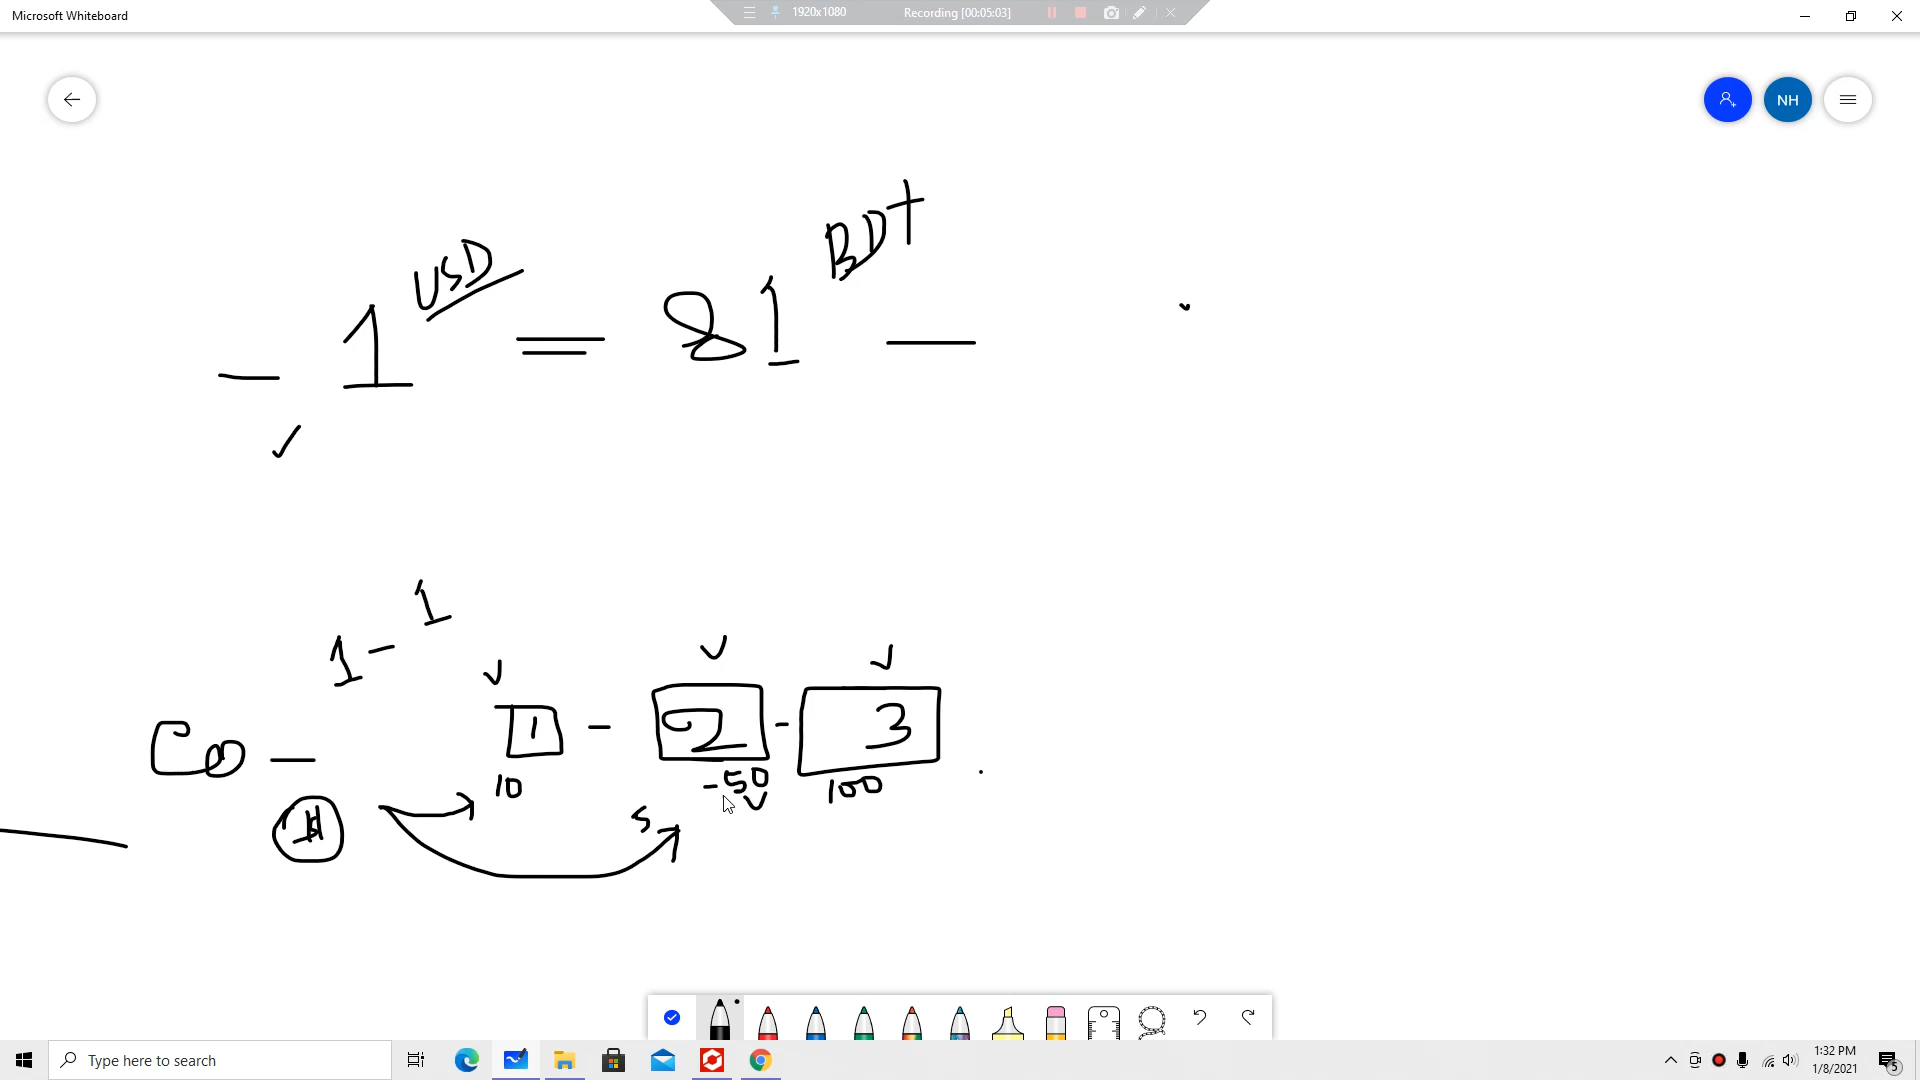 Microsoft Whiteboard
1920x1080 Recording [00:05:03]
NH
1 USD = 81 BDT —
1 - 1
Co —
1 - 2 - 3
10 -50 100
S
Type here to search
1:32 PM
1/8/2021
5